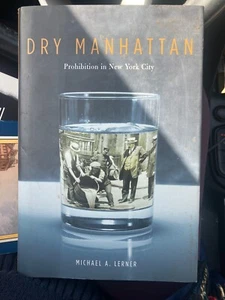 DRY MANHATTAN
Prohibition in New York City
MICHAEL A. LERNER